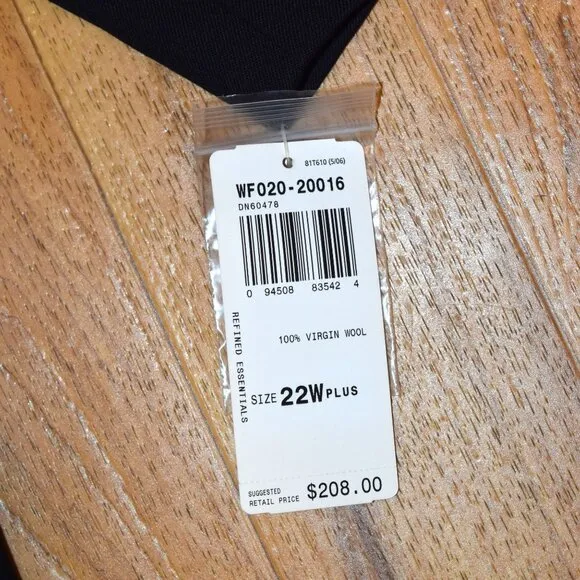 81T610 (5/06)
WF020-20016
DN60478
0 94508 83542 4
REFINED ESSENTIALS
100% VIRGIN WOOL
SIZE 22W PLUS
SUGGESTED
RETAIL PRICE $208.00